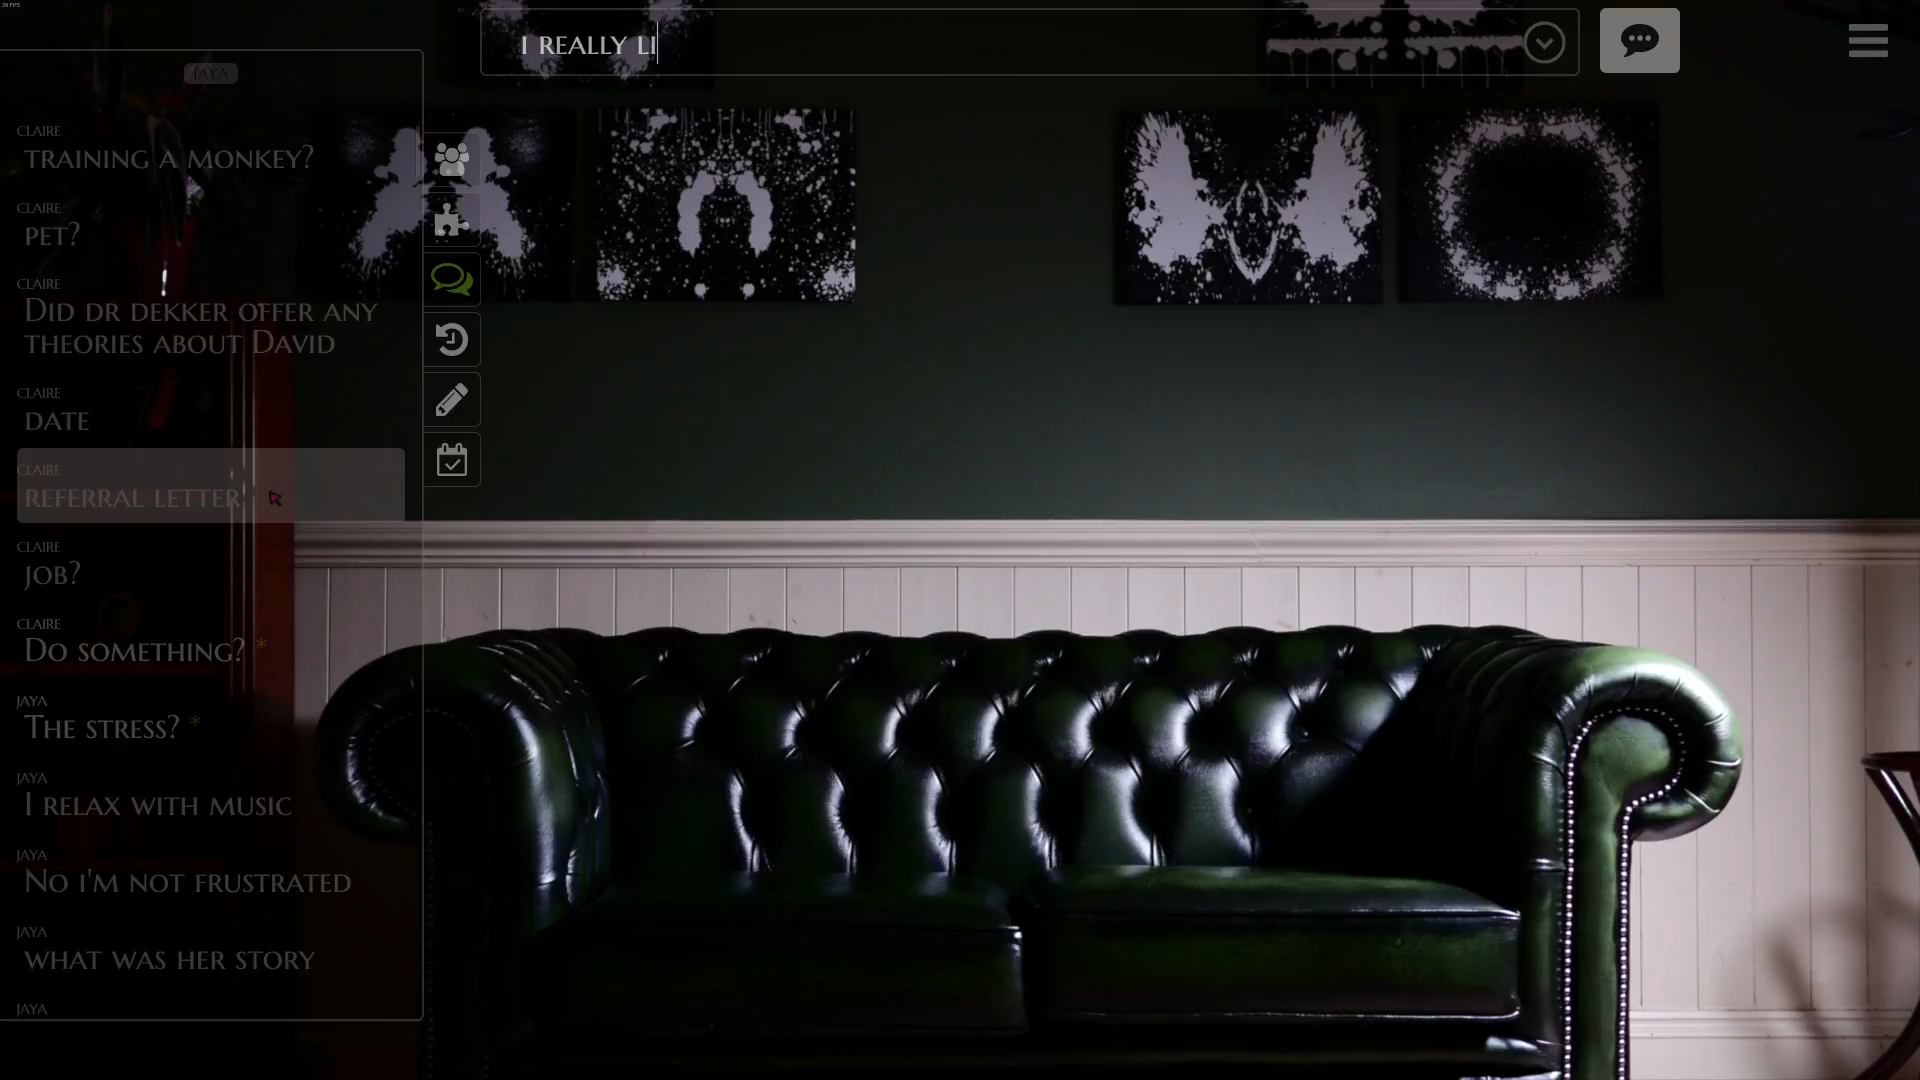 29 FPS
I REALLY LI
JAYA
CLAIRE
TRAINING A MONKEY?
CLAIRE
PET?
CLAIRE
DID DR DEKKER OFFER ANY
THEORIES ABOUT DAVID
CLAIRE
DATE
CLAIRE
REFERRAL LETTER
CLAIRE
JOB?
CLAIRE
DO SOMETHING? *
JAYA
THE STRESS? *
JAYA
I RELAX WITH MUSIC
JAYA
NO I'M NOT FRUSTRATED
JAYA
WHAT WAS HER STORY
JAYA